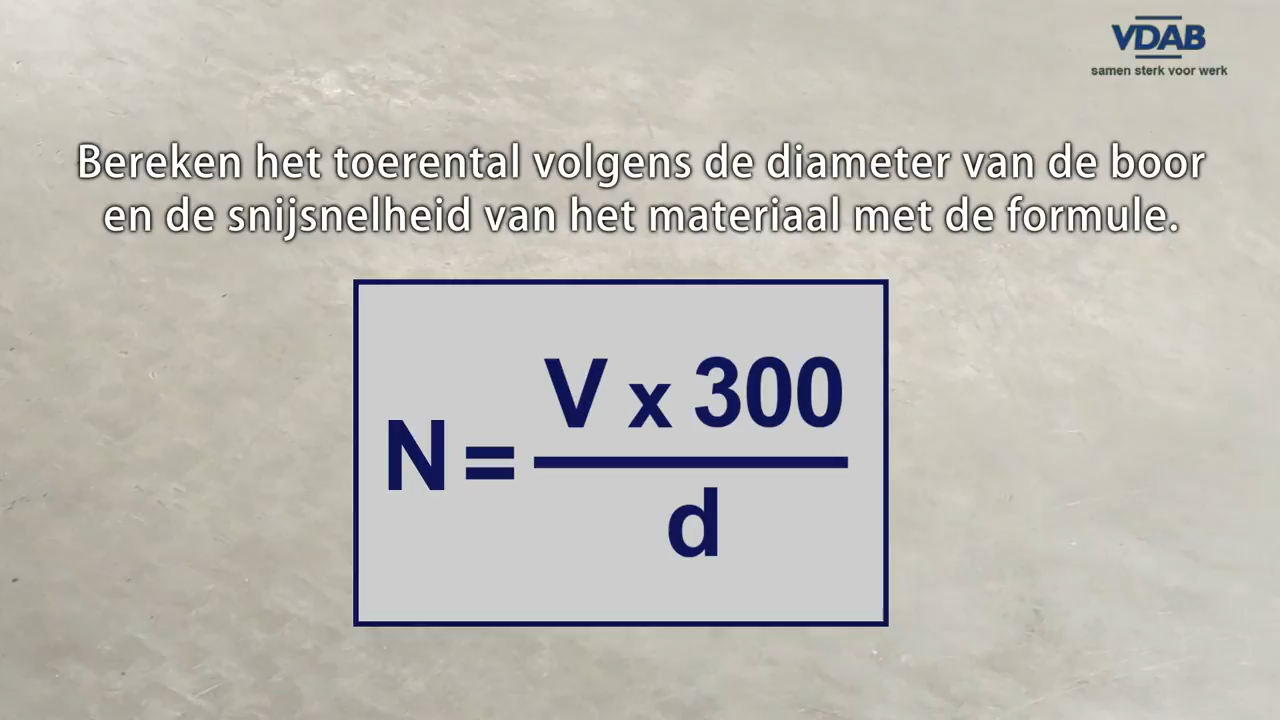 VDAB
samen sterk voor werk
Bereken het toerental volgens de diameter van de boor
en de snijsnelheid van het materiaal met de formule.
N = V x 300
d